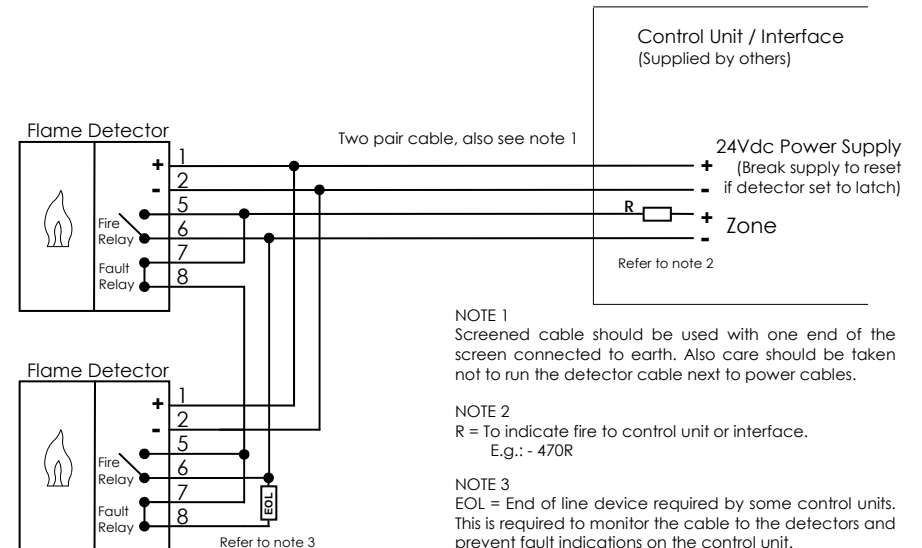 Control Unit / Interface
(Supplied by others)
Flame Detector
Two pair cable, also see note 1
24Vdc Power Supply
(Break supply to reset
if detector set to latch)
+
-
1
2
5
6
7
8
Fire
Relay
Fault
Relay
+
-
R
+
-
Zone
Refer to note 2
Flame Detector
+
-
1
2
5
6
7
8
Fire
Relay
Fault
Relay
EOL
Refer to note 3
NOTE 1
Screened cable should be used with one end of the
screen connected to earth. Also care should be taken
not to run the detector cable next to power cables.
NOTE 2
R = To indicate fire to control unit or interface.
E.g.: - 470R
NOTE 3
EOL = End of line device required by some control units.
This is required to monitor the cable to the detectors and
prevent fault indications on the control unit.